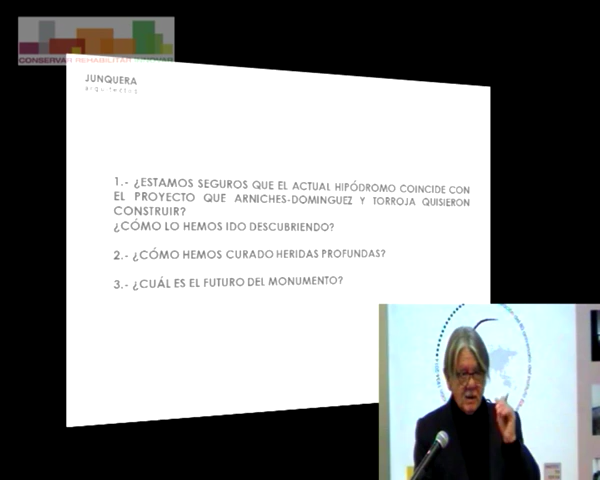 CONSERVAR REHABILITAR
JUNQUERA
arquitectos
1.- ¿ESTAMOS SEGUROS QUE EL ACTUAL HIPÓDROMO COINCIDE CON
EL PROYECTO QUE ARNICHES-DOMINGUEZ Y TORROJA QUISIERON
CONSTRUIR?
¿CÓMO LO HEMOS IDO DESCUBRIENDO?
2.- ¿CÓMO HEMOS CURADO HERIDAS PROFUNDAS?
3.- ¿CUÁL ES EL FUTURO DEL MONUMENTO?